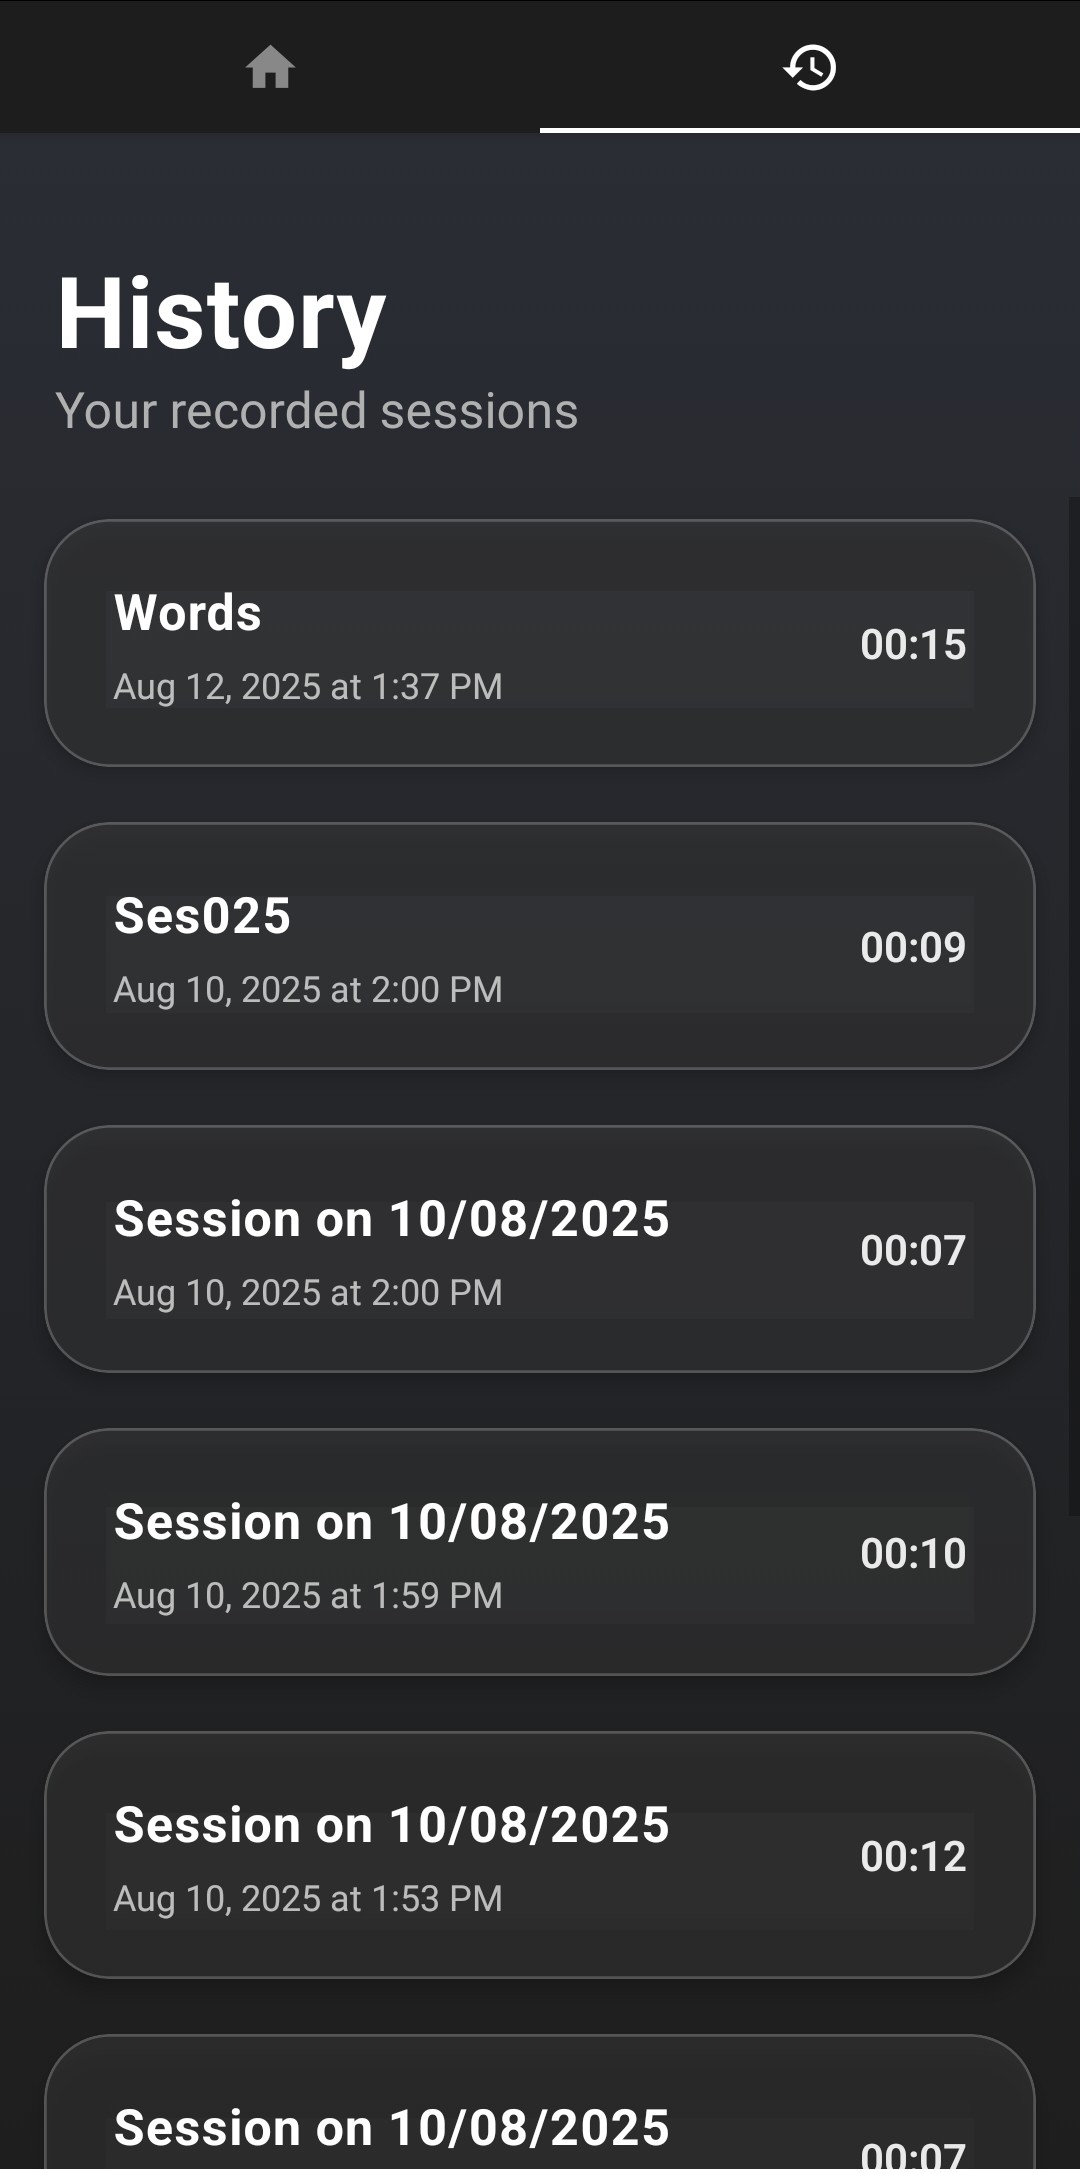 History
Your recorded sessions
Words
Aug 12, 2025 at 1:37 PM
00:15
Ses025
Aug 10, 2025 at 2:00 PM
00:09
Session on 10/08/2025
Aug 10, 2025 at 2:00 PM
00:07
Session on 10/08/2025
Aug 10, 2025 at 1:59 PM
00:10
Session on 10/08/2025
Aug 10, 2025 at 1:53 PM
00:12
Session on 10/08/2025
00:07